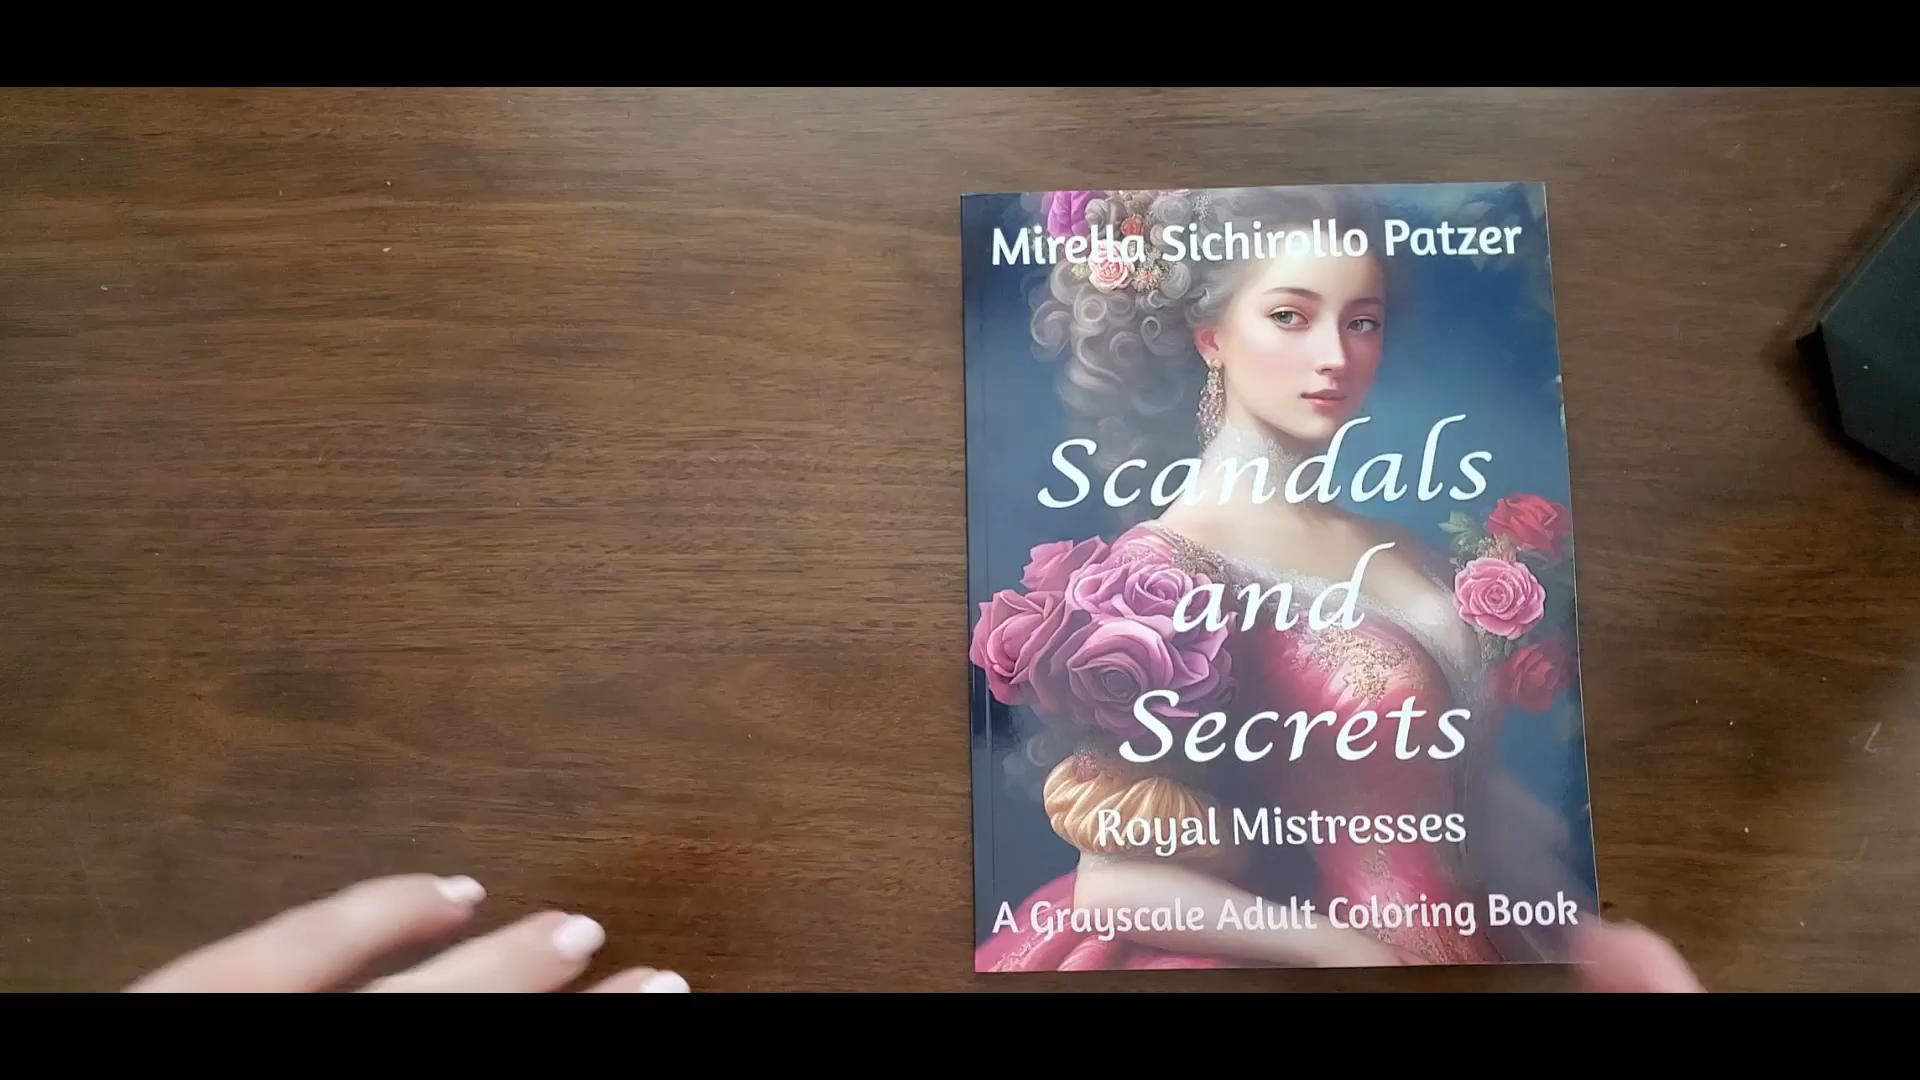 Mirella Sichirollo Patzer
Scandals
and
Secrets
Royal Mistresses
A Grayscale Adult Coloring Book